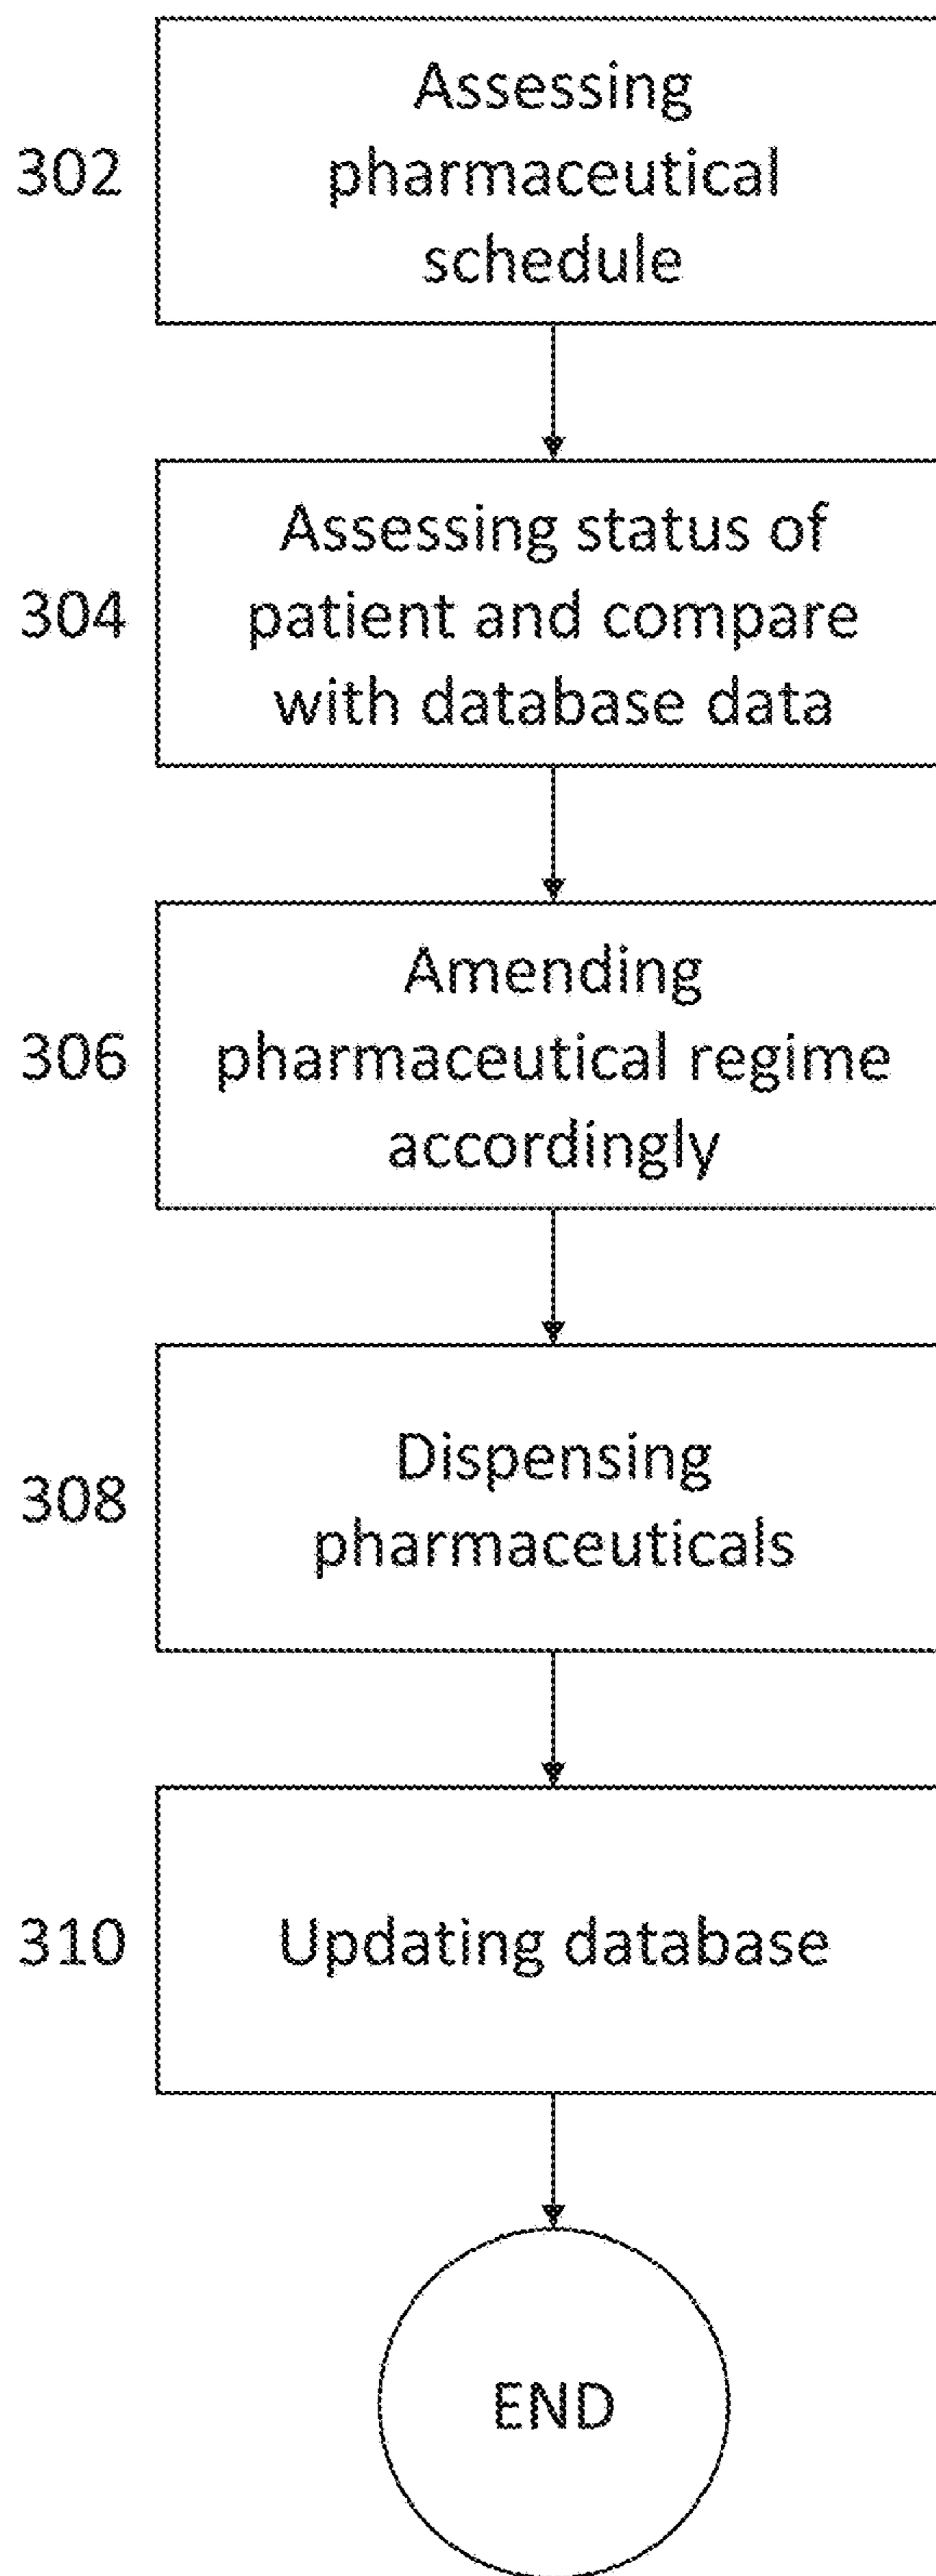 302
Assessing
pharmaceutical
schedule
304
Assessing status of
patient and compare
with database data
306
Amending
pharmaceutical regime
accordingly
308
Dispensing
pharmaceuticals
310
Updating database
END